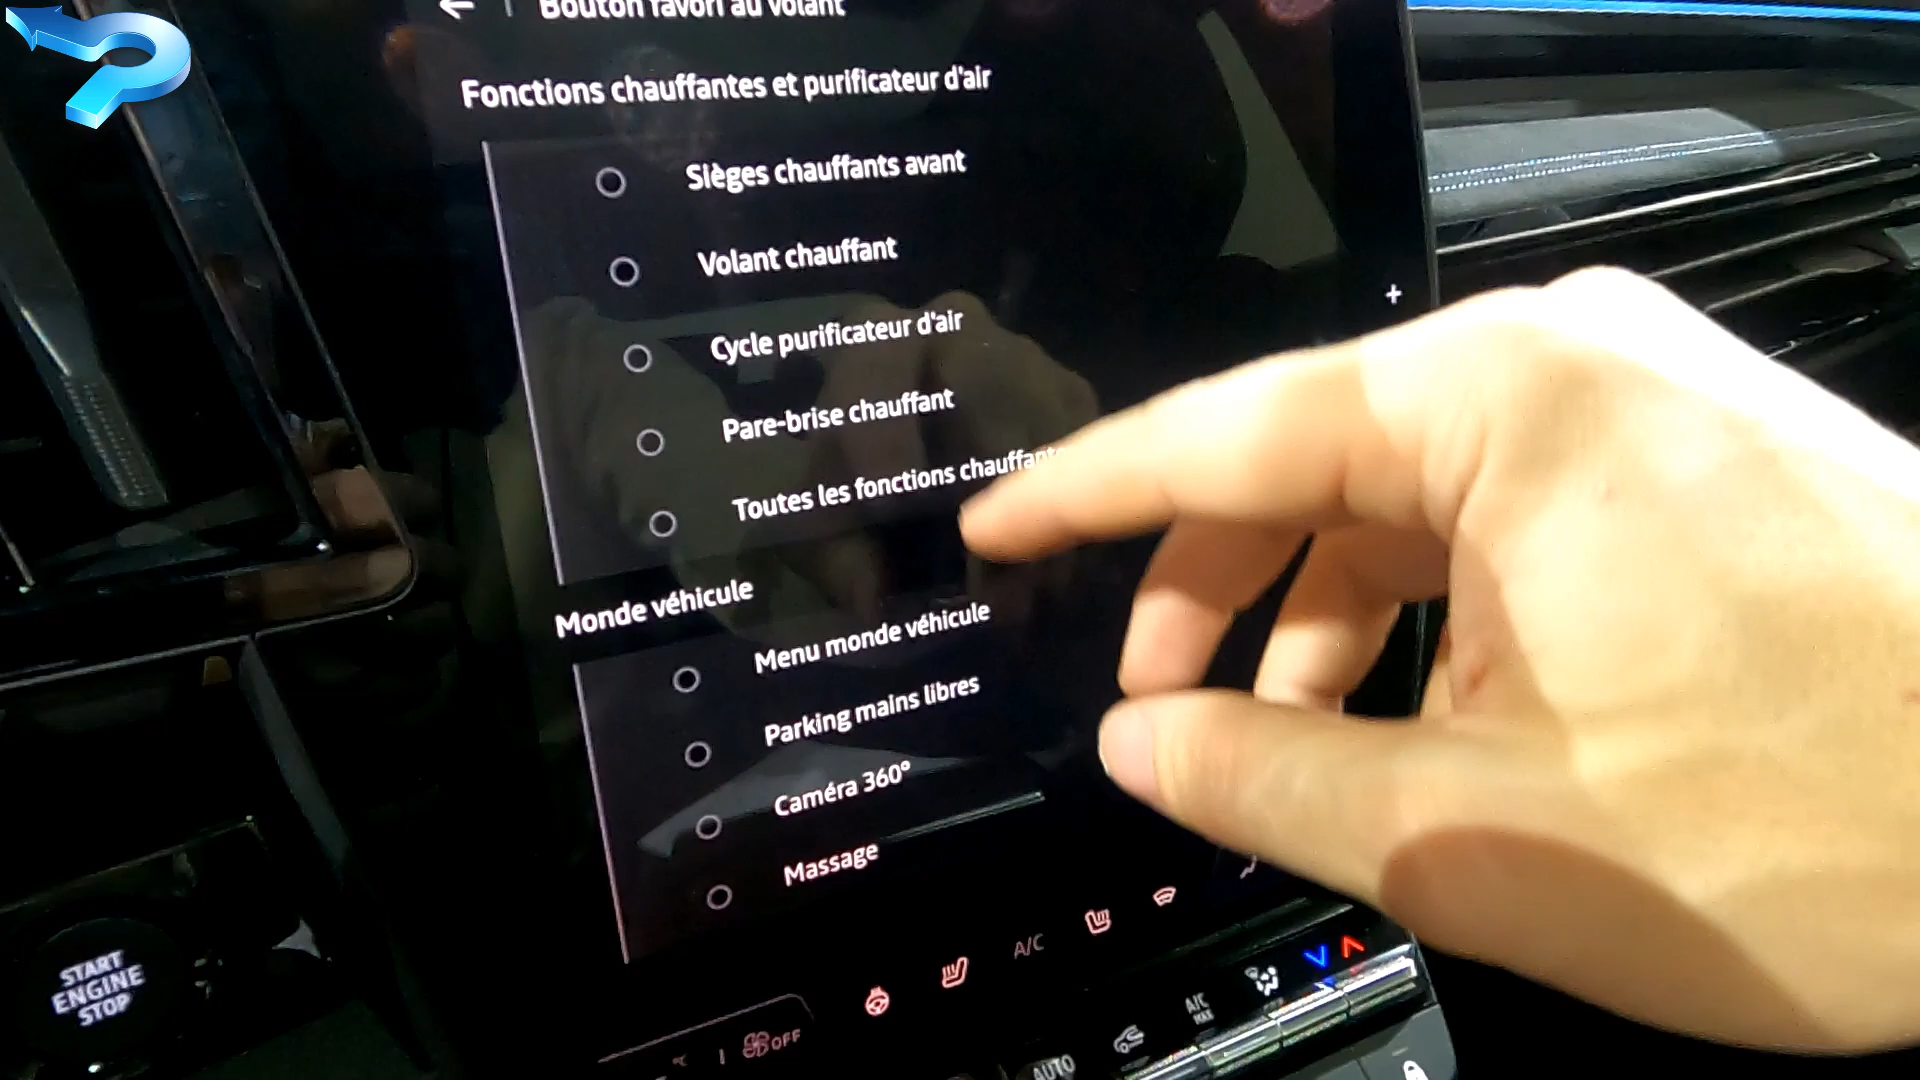 Bouton favori au volant
Fonctions chauffantes et purificateur d'air
Sièges chauffants avant
Volant chauffant
Cycle purificateur d'air
Pare-brise chauffant
Toutes les fonctions chauffant
Monde véhicule
Menu monde véhicule
Parking mains libres
Caméra 360°
Massage
A/C
OFF
A/C
MAX
AUTO
START
ENGINE
STOP